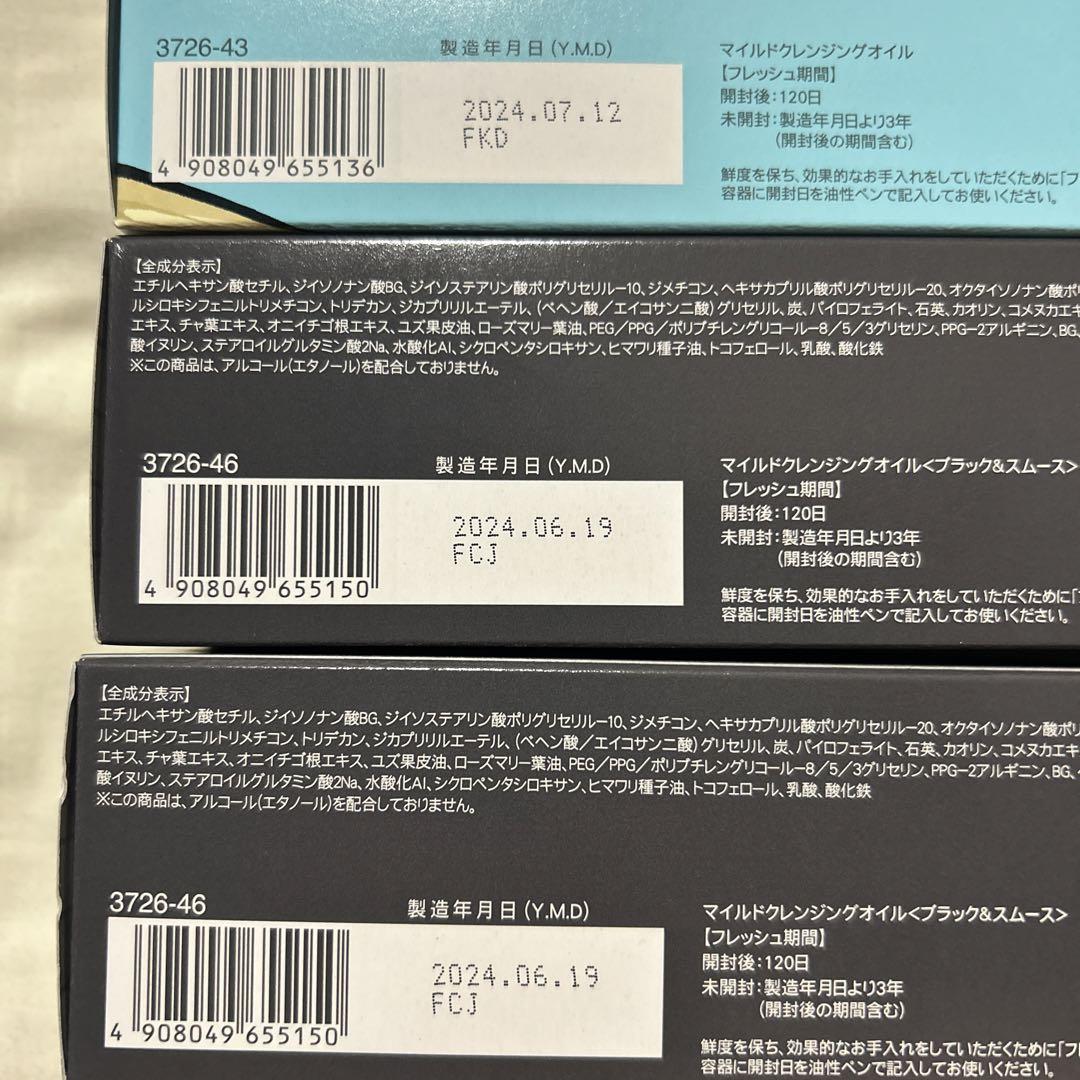 3726-43
製造年月日(Y.M.D)
2024.07.12
FKD
4 908049 655136
マイルドクレンジングオイル
【フレッシュ期間】
開封後:120日
未開封:製造年月日より3年
(開封後の期間含む)
鮮度を保ち、効果的なお手入れをしていただくために「フ
容器に開封日を油性ペンで記入してお使いください。
【全成分表示】
エチルヘキサン酸セチル、ジイソノナン酸BG、ジイソステアリン酸ポリグリセリル-10、ジメチコン、ヘキサカプリル酸ポリグリセリル-20、オクタイソノナン酸ポリ
ルシロキシフェニルトリメチコン、トリデカン、ジカプリリルエーテル、(ベヘン酸/エイコサン二酸)グリセリル、炭、パイロフェライト、石英、カオリン、コメヌカエキ
エキス、チャ葉エキス、オニイチゴ根エキス、ユズ果皮油、ローズマリー葉油、PEG/PPG/ポリブチレングリコール-8/5/3グリセリン、PPG-2アルギニン、BG、
酸イヌリン、ステアロイルグルタミン酸2Na、水酸化Al、シクロペンタシロキサン、ヒマワリ種子油、トコフェロール、乳酸、酸化鉄
※この商品は、アルコール(エタノール)を配合しておりません。
3726-46
製造年月日(Y.M.D)
2024.06.19
FCJ
4 908049 655150
マイルドクレンジングオイル<ブラック&スムース>
【フレッシュ期間】
開封後:120日
未開封:製造年月日より3年
(開封後の期間含む)
鮮度を保ち、効果的なお手入れをしていただくために「フ
容器に開封日を油性ペンで記入してお使いください。
【全成分表示】
エチルヘキサン酸セチル、ジイソノナン酸BG、ジイソステアリン酸ポリグリセリル-10、ジメチコン、ヘキサカプリル酸ポリグリセリル-20、オクタイソノナン酸ポリ
ルシロキシフェニルトリメチコン、トリデカン、ジカプリリルエーテル、(ベヘン酸/エイコサン二酸)グリセリル、炭、パイロフェライト、石英、カオリン、コメヌカエキ
エキス、チャ葉エキス、オニイチゴ根エキス、ユズ果皮油、ローズマリー葉油、PEG/PPG/ポリブチレングリコール-8/5/3グリセリン、PPG-2アルギニン、BG、
酸イヌリン、ステアロイルグルタミン酸2Na、水酸化Al、シクロペンタシロキサン、ヒマワリ種子油、トコフェロール、乳酸、酸化鉄
※この商品は、アルコール(エタノール)を配合しておりません。
3726-46
製造年月日(Y.M.D)
2024.06.19
FCJ
4 908049 655150
マイルドクレンジングオイル<ブラック&スムース>
【フレッシュ期間】
開封後:120日
未開封:製造年月日より3年
(開封後の期間含む)
鮮度を保ち、効果的なお手入れをしていただくために「フ
容器に開封日を油性ペンで記入してお使いください。